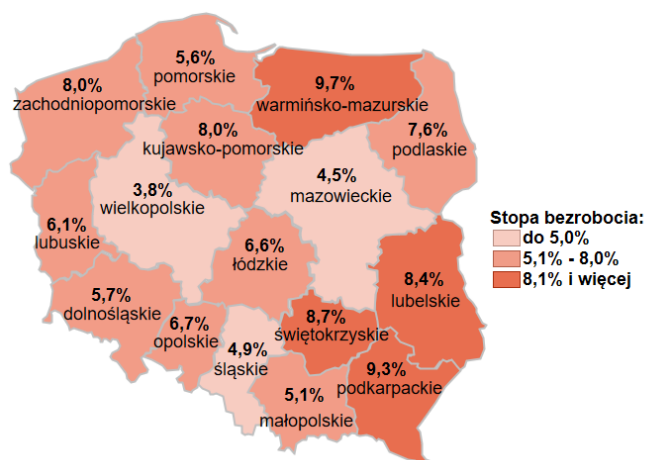 5,6%
pomorskie
8,0%
zachodniopomorskie
9,7%
warmińsko-mazurskie
7,6%
podlaskie
8,0%
kujawsko-pomorskie
4,5%
mazowieckie
3,8%
wielkopolskie
6,1%
lubuskie
6,6%
łódzkie
Stopa bezrobocia:
do 5,0%
5,1% - 8,0%
8,1% i więcej
8,4%
lubelskie
5,7%
dolnośląskie
6,7%
opolskie
8,7%
świętokrzyskie
4,9%
śląskie
9,3%
podkarpackie
5,1%
małopolskie